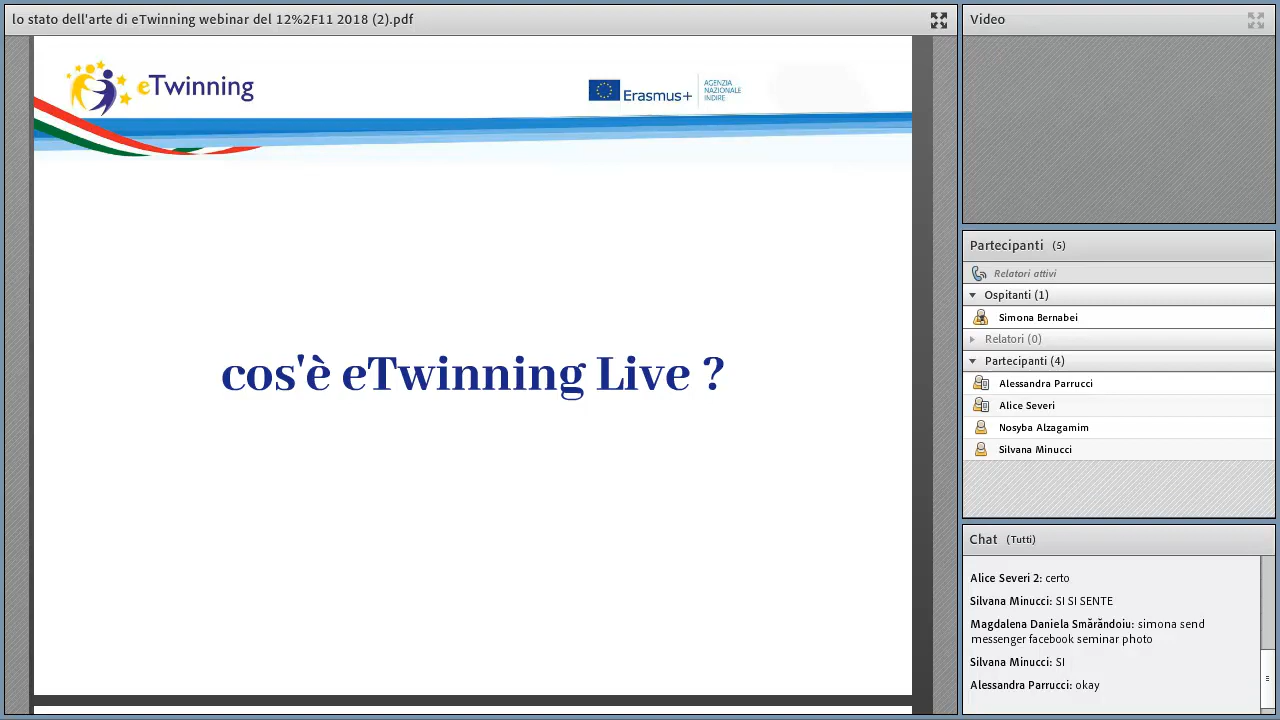 lo stato dell'arte di eTwinning webinar del 12%2F11 2018 (2).pdf
eTwinning
Erasmus+
AGENZIA
NAZIONALE
INDIRE
cos'è eTwinning Live ?
Video
Partecipanti (5)
Relatori attivi
Ospitanti (1)
Simona Bernabei
Relatori (0)
Partecipanti (4)
Alessandra Parrucci
Alice Severi
Nosyba Alzagamim
Silvana Minucci
Chat (Tutti)
Alice Severi 2: certo
Silvana Minucci: SI SI SENTE
Magdalena Daniela Smărăndoiu: simona send
messenger facebook seminar photo
Silvana Minucci: SI
Alessandra Parrucci: okay